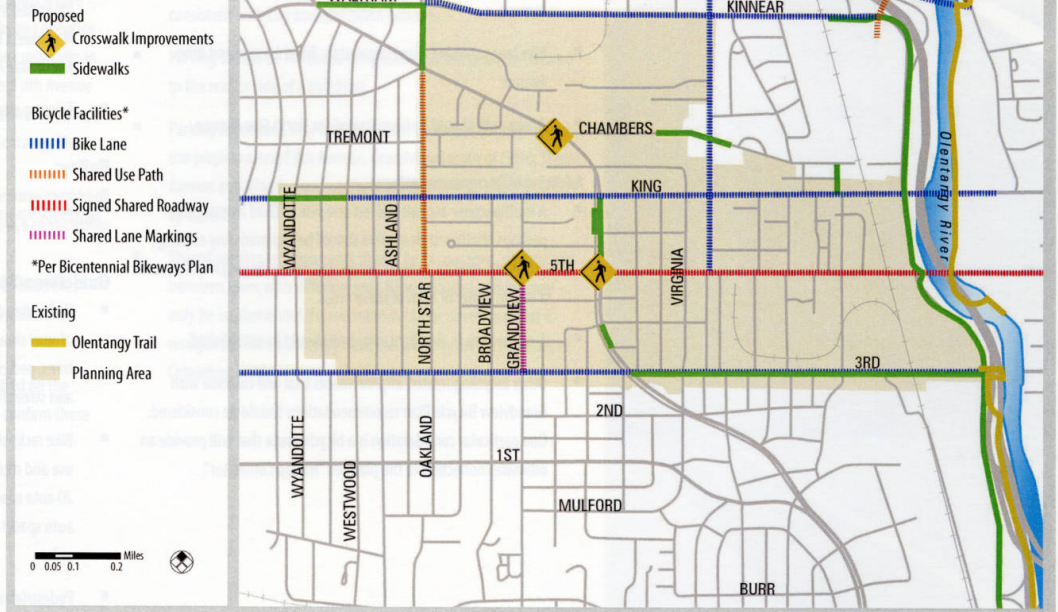 Proposed
Crosswalk Improvements
Sidewalks
Bicycle Facilities*
Bike Lane
Shared Use Path
Signed Shared Roadway
Shared Lane Markings
*Per Bicentennial Bikeways Plan
Existing
Olentangy Trail
Planning Area
Miles
0 0.05 0.1 0.2
KINNEAR
TREMONT
CHAMBERS
Olentangy River
KING
WYANDOTTE
ASHLAND
5TH
VIRGINIA
NORTH STAR
BROADVIEW
GRANDVIEW
3RD
2ND
WYANDOTTE
WESTWOOD
OAKLAND
1ST
MULFORD
BURR